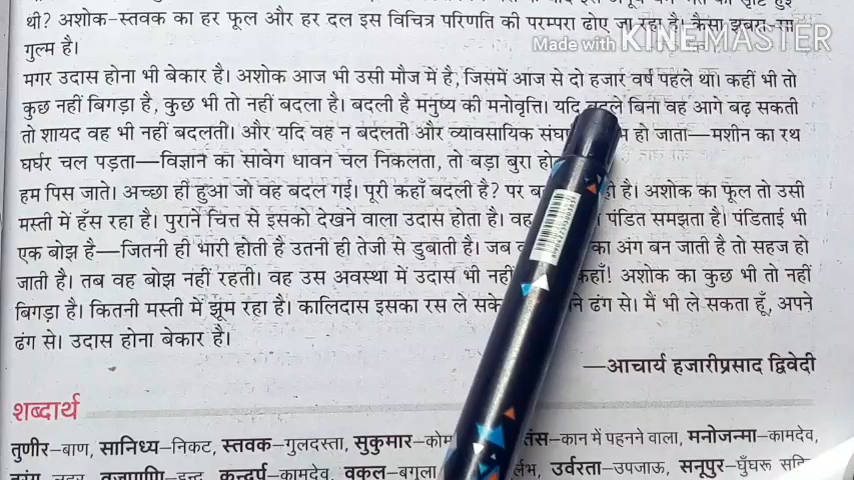 थी? अशोक-स्तवक का हर फूल और हर दल इस विचित्र परिणति की परम्परा ढोए जा रहा है। कैसा झबरा-सा
गुल्म है।
Made with KINEMASTER
मगर उदास होना भी बेकार है। अशोक आज भी उसी मौज में है, जिसमें आज से दो हजार वर्ष पहले था। कहीं भी तो
कुछ नहीं बिगड़ा है, कुछ भी तो नहीं बदला है। बदली है मनुष्य की मनोवृत्ति। यदि बदले बिना वह आगे बढ़ सकती
तो शायद वह भी नहीं बदलती। और यदि वह न बदलती और व्यावसायिक हो जाता—मशीन का रथ
घर्घर चल पड़ता—विज्ञान का सावेग धावन चल निकलता, तो बड़ा बुरा
हम पिस जाते। अच्छा ही हुआ जो वह बदल गई। पूरी कहाँ बदली है? पर है। अशोक का फूल तो उसी
मस्ती में हँस रहा है। पुराने चित्त से इसको देखने वाला उदास होता है। वह पंडित समझता है। पंडिताई भी
एक बोझ है—जितनी ही भारी होती है उतनी ही तेजी से डुबाती है। जब का अंग बन जाती है तो सहज हो
जाती है। तब वह बोझ नहीं रहती। वह उस अवस्था में उदास भी नहीं कहाँ! अशोक का कुछ भी तो नहीं
बिगड़ा है। कितनी मस्ती में झूम रहा है। कालिदास इसका रस ले सके ढंग से। मैं भी ले सकता हूँ, अपने
ढंग से। उदास होना बेकार है।
—आचार्य हजारीप्रसाद द्विवेदी
शब्दार्थ
तुणीर—बाण, सानिध्य—निकट, स्तवक—गुलदस्ता, सुकुमार— कान में पहनने वाला, मनोजन्मा—कामदेव,
कन्दर्प—कामदेव, वकुल—बगुला उर्वरता—उपजाऊ, सनूपुर—घुँघरू